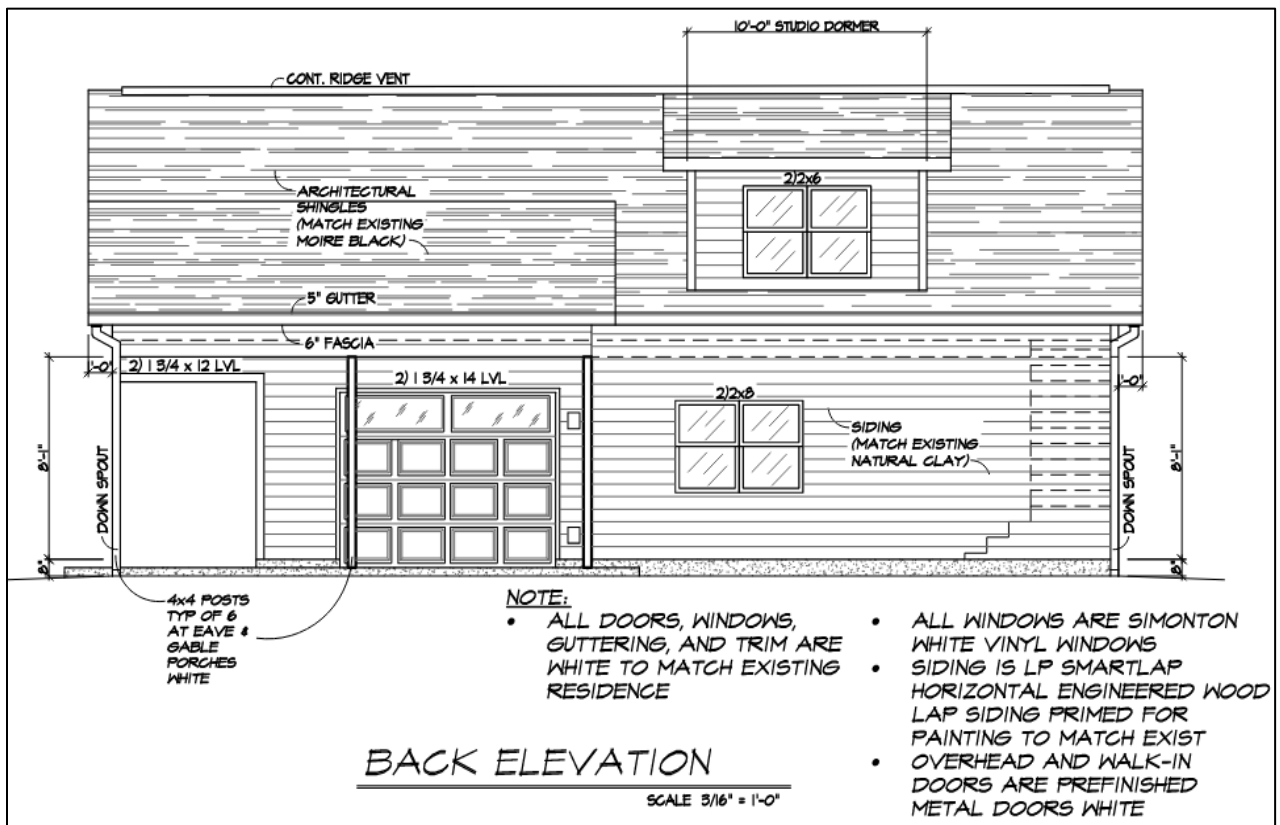 10'-0" STUDIO DORMER
CONT. RIDGE VENT
2)2x6
ARCHITECTURAL
SHINGLES
(MATCH EXISTING
MOIRE BLACK)
5" GUTTER
6" FASCIA
1'-0"
2) 1 3/4 x 12 LVL
2) 1 3/4 x 14 LVL
2)2x8
1'-0"
SIDING
(MATCH EXISTING
NATURAL CLAY)
8'-1"
DOWN SPOUT
8"
DOWN SPOUT
8'-1"
8"
4x4 POSTS
TYP OF 6
AT EAVE &
GABLE
PORCHES
WHITE
NOTE:
• ALL DOORS, WINDOWS,
GUTTERING, AND TRIM ARE
WHITE TO MATCH EXISTING
RESIDENCE
• ALL WINDOWS ARE SIMONTON
WHITE VINYL WINDOWS
• SIDING IS LP SMARTLAP
HORIZONTAL ENGINEERED WOOD
LAP SIDING PRIMED FOR
PAINTING TO MATCH EXIST
• OVERHEAD AND WALK-IN
DOORS ARE PREFINISHED
METAL DOORS WHITE
BACK ELEVATION
SCALE 3/16" = 1'-0"